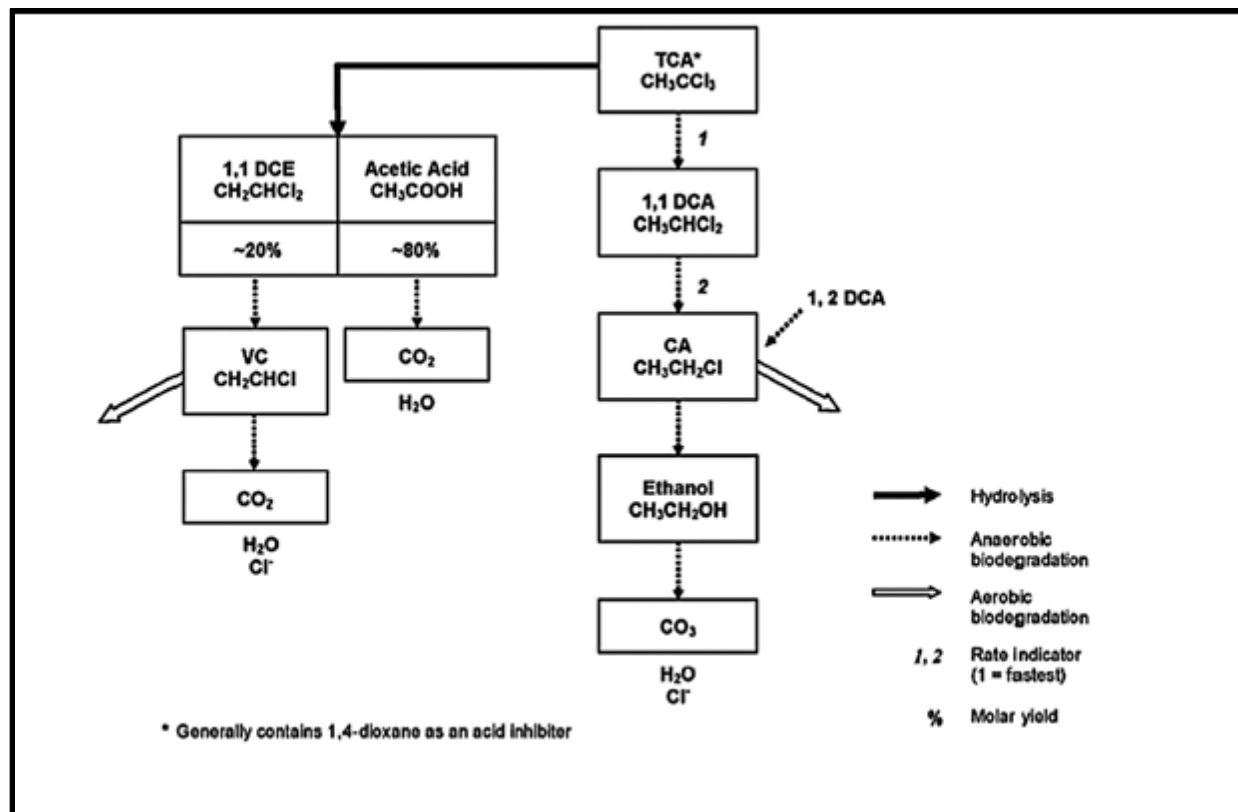 TCA*
CH₃CCl₃
1
1,1 DCE
CH₂CHCl₂
Acetic Acid
CH₃COOH
~20%
~80%
1,1 DCA
CH₃CHCl₂
2
1, 2 DCA
VC
CH₂CHCl
CO₂
H₂O
CA
CH₃CH₂Cl
CO₂
H₂O
Cl⁻
Ethanol
CH₃CH₂OH
CO₃
H₂O
Cl⁻
Hydrolysis
Anaerobic
biodegradation
Aerobic
biodegradation
1, 2 Rate indicator
(1 = fastest)
% Molar yield
* Generally contains 1,4-dioxane as an acid inhibiter